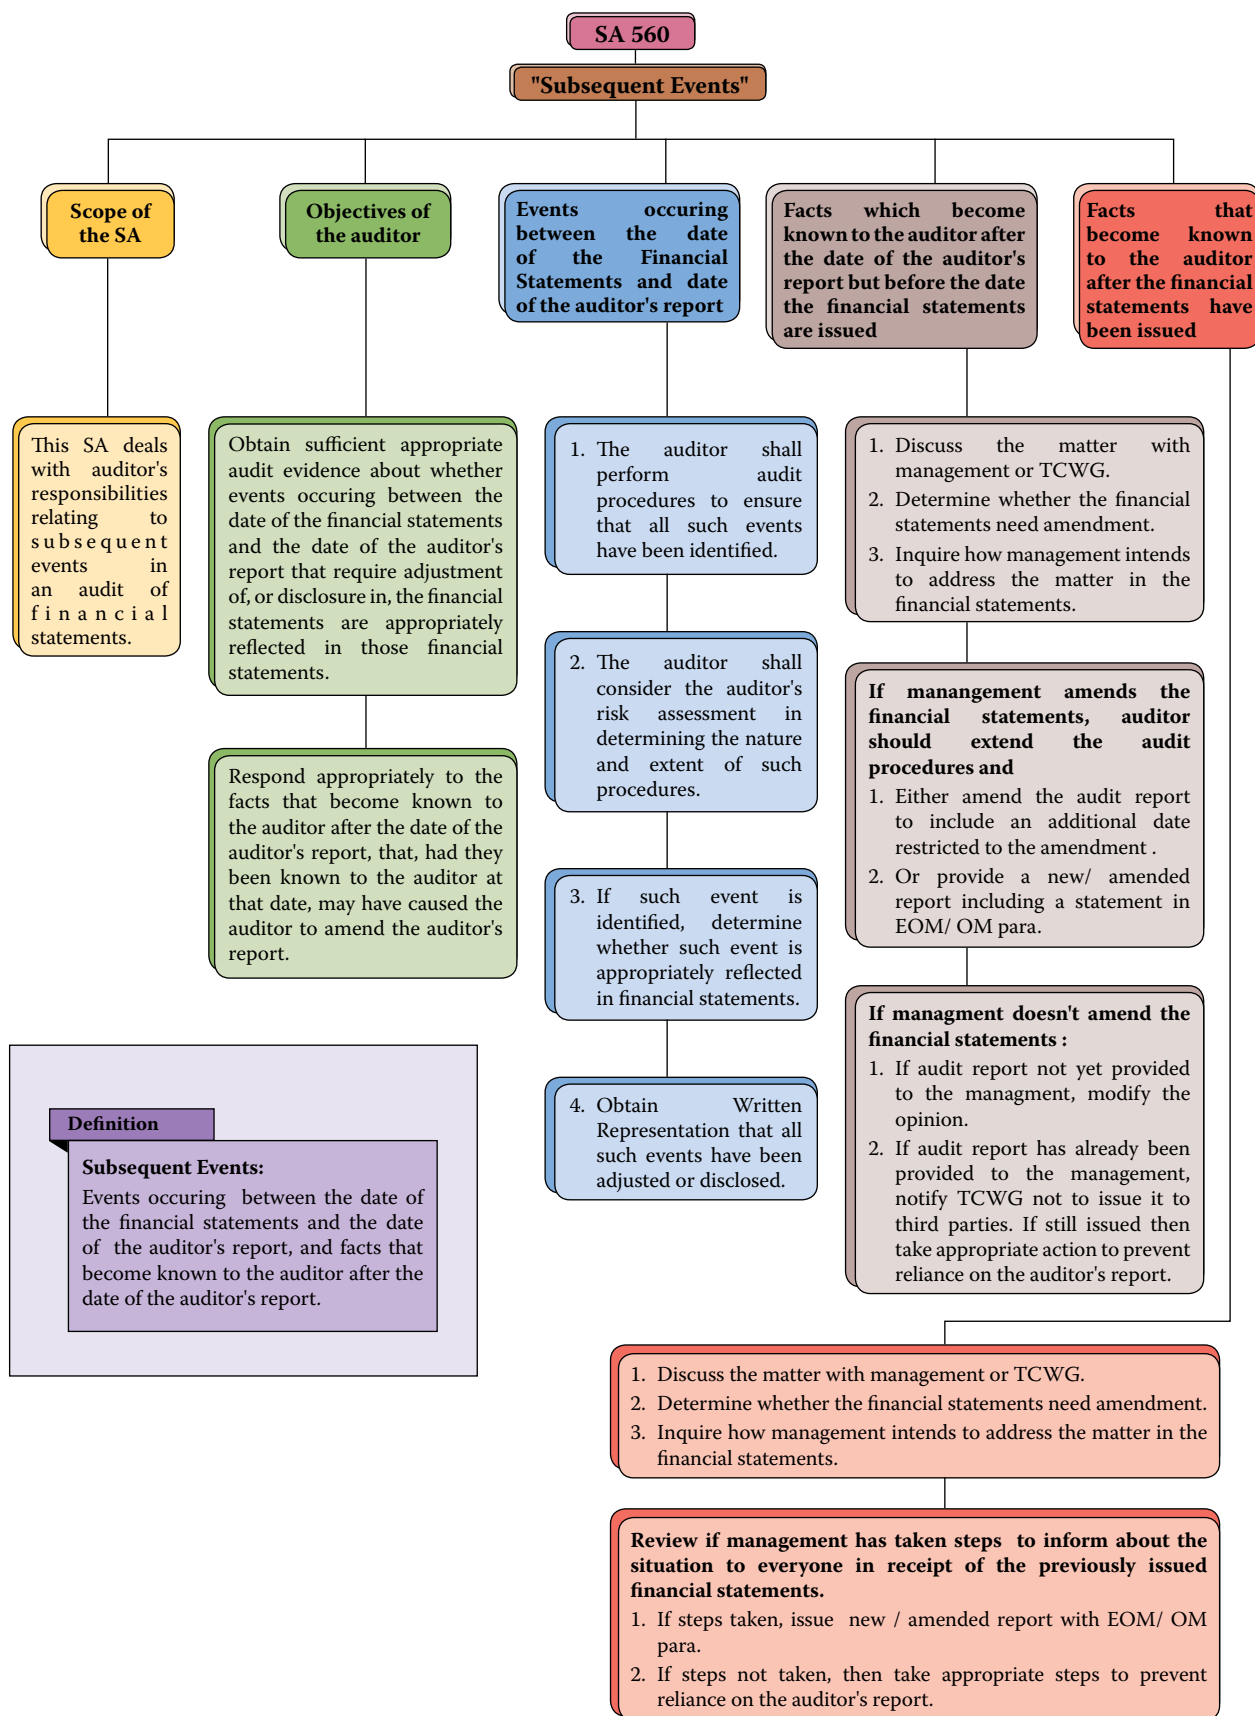 SA 560
"Subsequent Events"
Scope of
the SA
This SA deals
with auditor's
responsibilities
relating to
subsequent
events in
an audit of
financial
statements.
Objectives of
the auditor
Obtain sufficient appropriate
audit evidence about whether
events occuring between the
date of the financial statements
and the date of the auditor's
report that require adjustment
of, or disclosure in, the financial
statements are appropriately
reflected in those financial
statements.
Respond appropriately to the
facts that become known to
the auditor after the date of the
auditor's report, that, had they
been known to the auditor at
that date, may have caused the
auditor to amend the auditor's
report.
Events occuring
between the date
of the Financial
Statements and date
of the auditor's report
1. The auditor shall
perform audit
procedures to ensure
that all such events
have been identified.
2. The auditor shall
consider the auditor's
risk assessment in
determining the nature
and extent of such
procedures.
3. If such event is
identified, determine
whether such event is
appropriately reflected
in financial statements.
4. Obtain Written
Representation that all
such events have been
adjusted or disclosed.
Facts which become
known to the auditor after
the date of the auditor's
report but before the date
the financial statements
are issued
1. Discuss the matter with
management or TCWG.
2. Determine whether the financial
statements need amendment.
3. Inquire how management intends
to address the matter in the
financial statements.
If manangement amends the
financial statements, auditor
should extend the audit
procedures and
1. Either amend the audit report
to include an additional date
restricted to the amendment .
2. Or provide a new/ amended
report including a statement in
EOM/ OM para.
If managment doesn't amend the
financial statements :
1. If audit report not yet provided
to the managment, modify the
opinion.
2. If audit report has already been
provided to the management,
notify TCWG not to issue it to
third parties. If still issued then
take appropriate action to prevent
reliance on the auditor's report.
Facts that
become known
to the auditor
after the financial
statements have
been issued
1. Discuss the matter with management or TCWG.
2. Determine whether the financial statements need amendment.
3. Inquire how management intends to address the matter in the
financial statements.
Review if management has taken steps to inform about the
situation to everyone in receipt of the previously issued
financial statements.
1. If steps taken, issue new / amended report with EOM/ OM
para.
2. If steps not taken, then take appropriate steps to prevent
reliance on the auditor's report.
Definition
Subsequent Events:
Events occuring between the date of
the financial statements and the date
of the auditor's report, and facts that
become known to the auditor after the
date of the auditor's report.